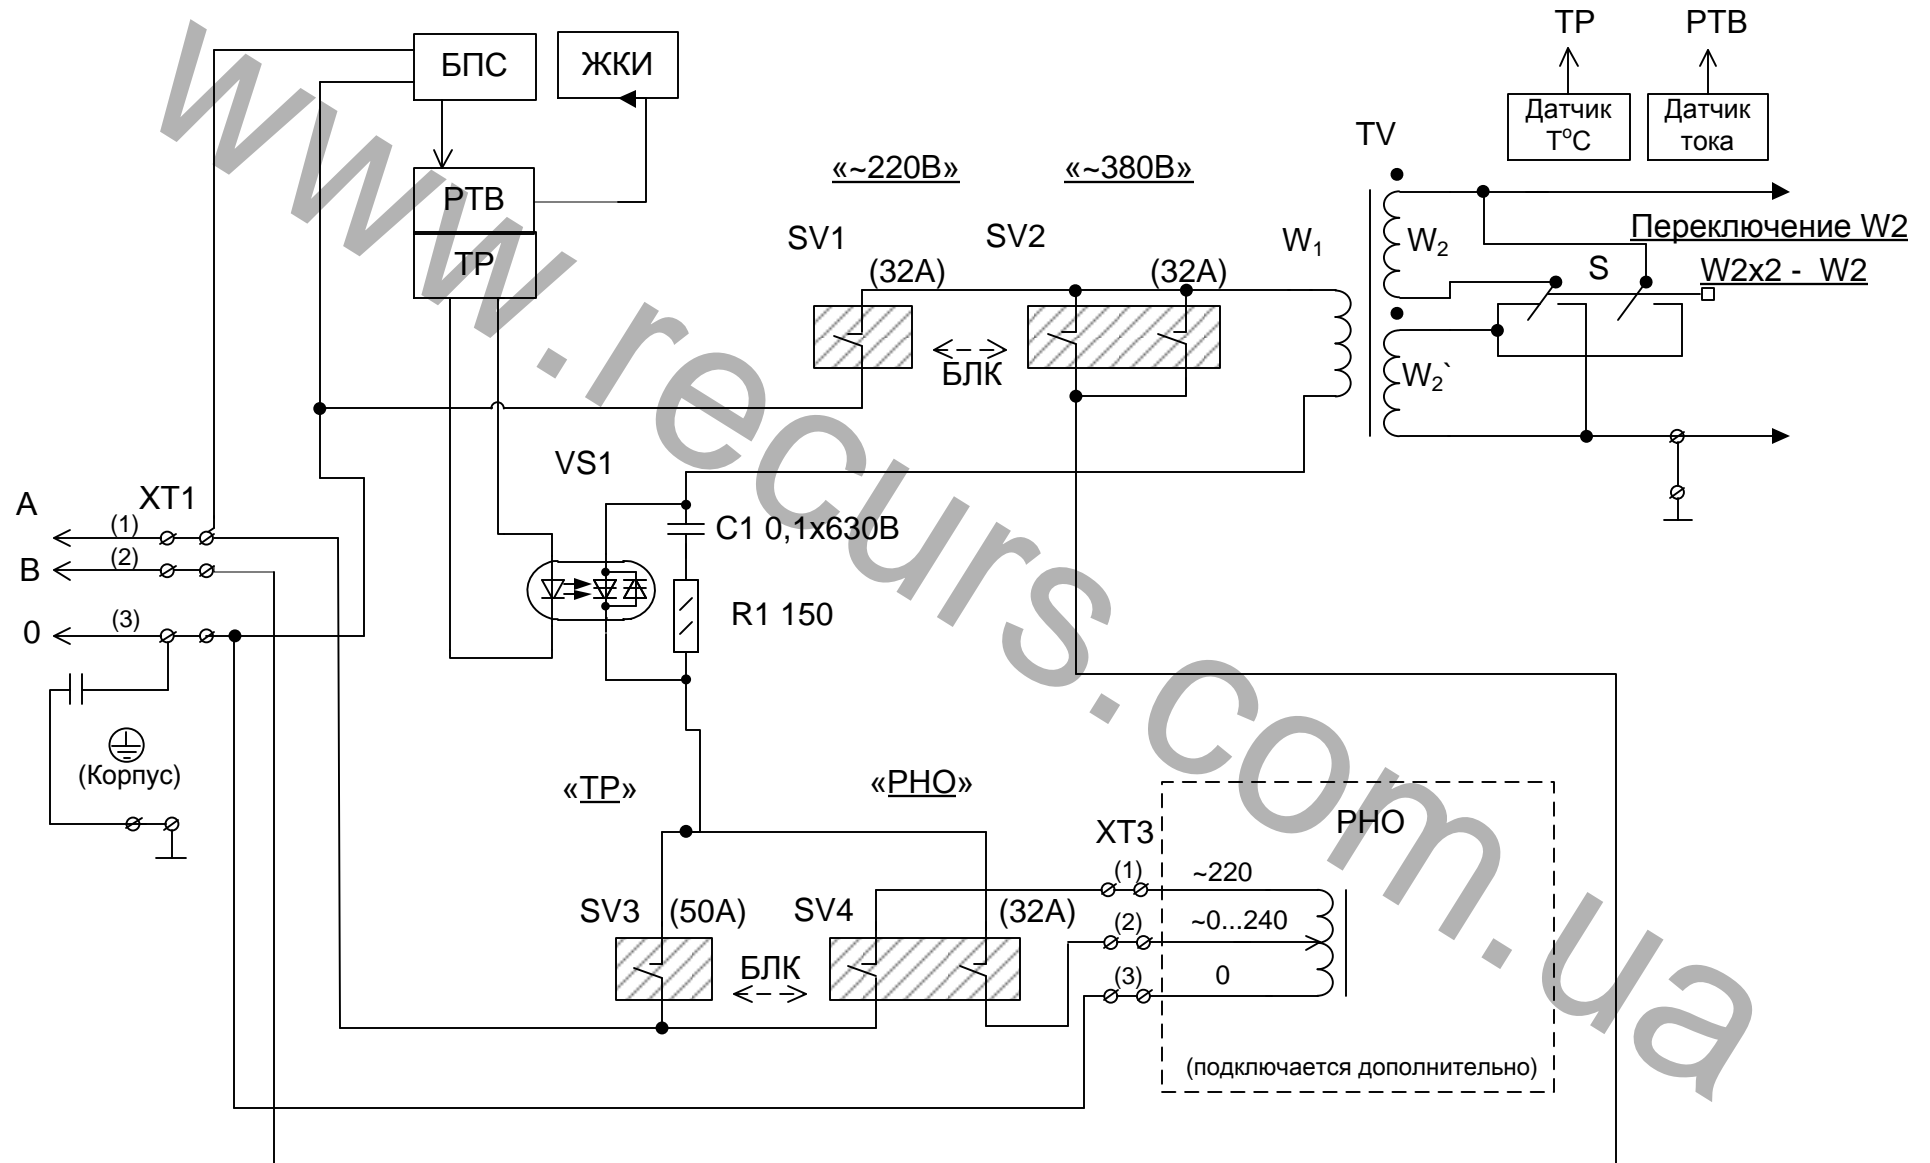 www.recurs.com.ua
ТР РТВ
БПС ЖКИ
Датчик
Т°С
Датчик
тока
TV
«~220В» «~380В»
РТВ
ТР
SV1 SV2 W1 W2
(32А) (32А)
Переключение W2
S W2x2 - W2
БЛК
W2`
VS1
A XT1
(1)
B (2)
0 (3)
C1 0,1x630В
R1 150
(Корпус)
«ТР» «РНО»
РНО
XT3
(1) ~220
SV3 (50А) SV4 (32А)
(2) ~0...240
БЛК
(3) 0
(подключается дополнительно)